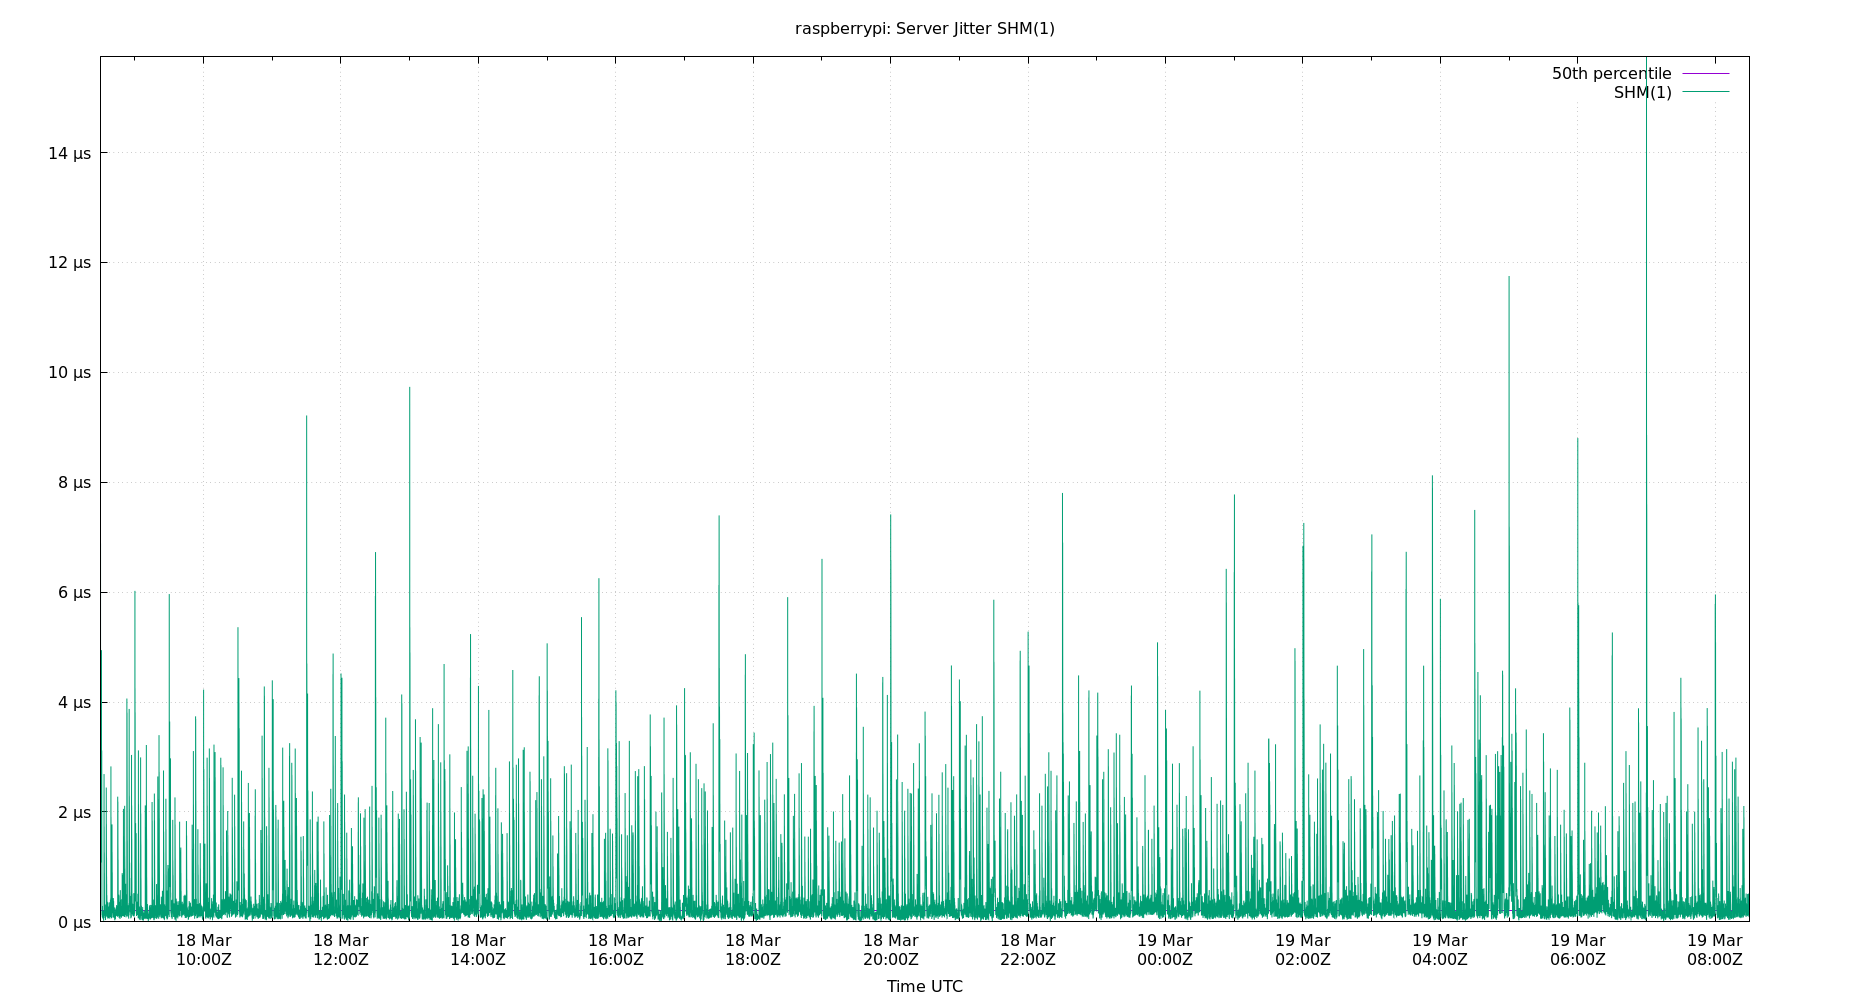 raspberrypi: Server Jitter SHM(1)
50th percentile
SHM(1)
14 µs
12 µs
10 µs
8 µs
6 µs
4 µs
2 µs
0 µs
18 Mar 18 Mar 18 Mar 18 Mar 18 Mar 18 Mar 18 Mar 19 Mar 19 Mar 19 Mar 19 Mar 19 Mar
10:00Z 12:00Z 14:00Z 16:00Z 18:00Z 20:00Z 22:00Z 00:00Z 02:00Z 04:00Z 06:00Z 08:00Z
Time UTC